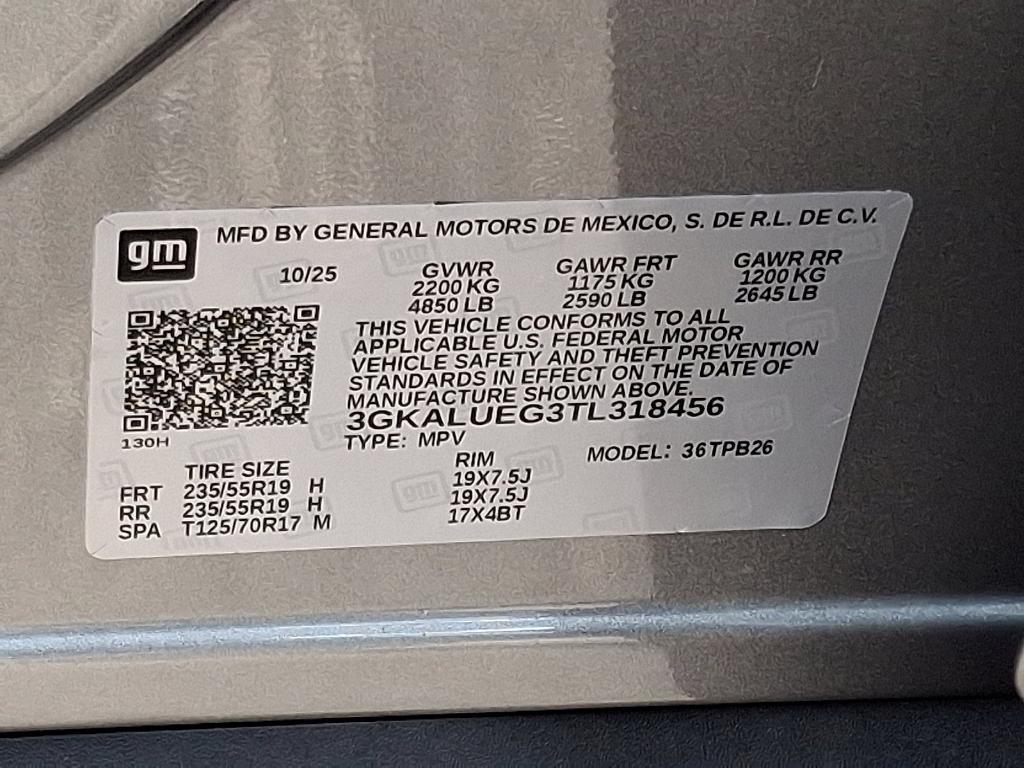 gm
MFD BY GENERAL MOTORS DE MEXICO, S. DE R.L. DE C.V.
10/25 GVWR GAWR FRT GAWR RR
2200 KG 1175 KG 1200 KG
4850 LB 2590 LB 2645 LB
THIS VEHICLE CONFORMS TO ALL
APPLICABLE U.S. FEDERAL MOTOR
VEHICLE SAFETY AND THEFT PREVENTION
STANDARDS IN EFFECT ON THE DATE OF
MANUFACTURE SHOWN ABOVE.
3GKALUEG3TL318456
130H
TYPE: MPV MODEL: 36TPB26
TIRE SIZE RIM
FRT 235/55R19 H 19X7.5J
RR 235/55R19 H 19X7.5J
SPA T125/70R17 M 17X4BT